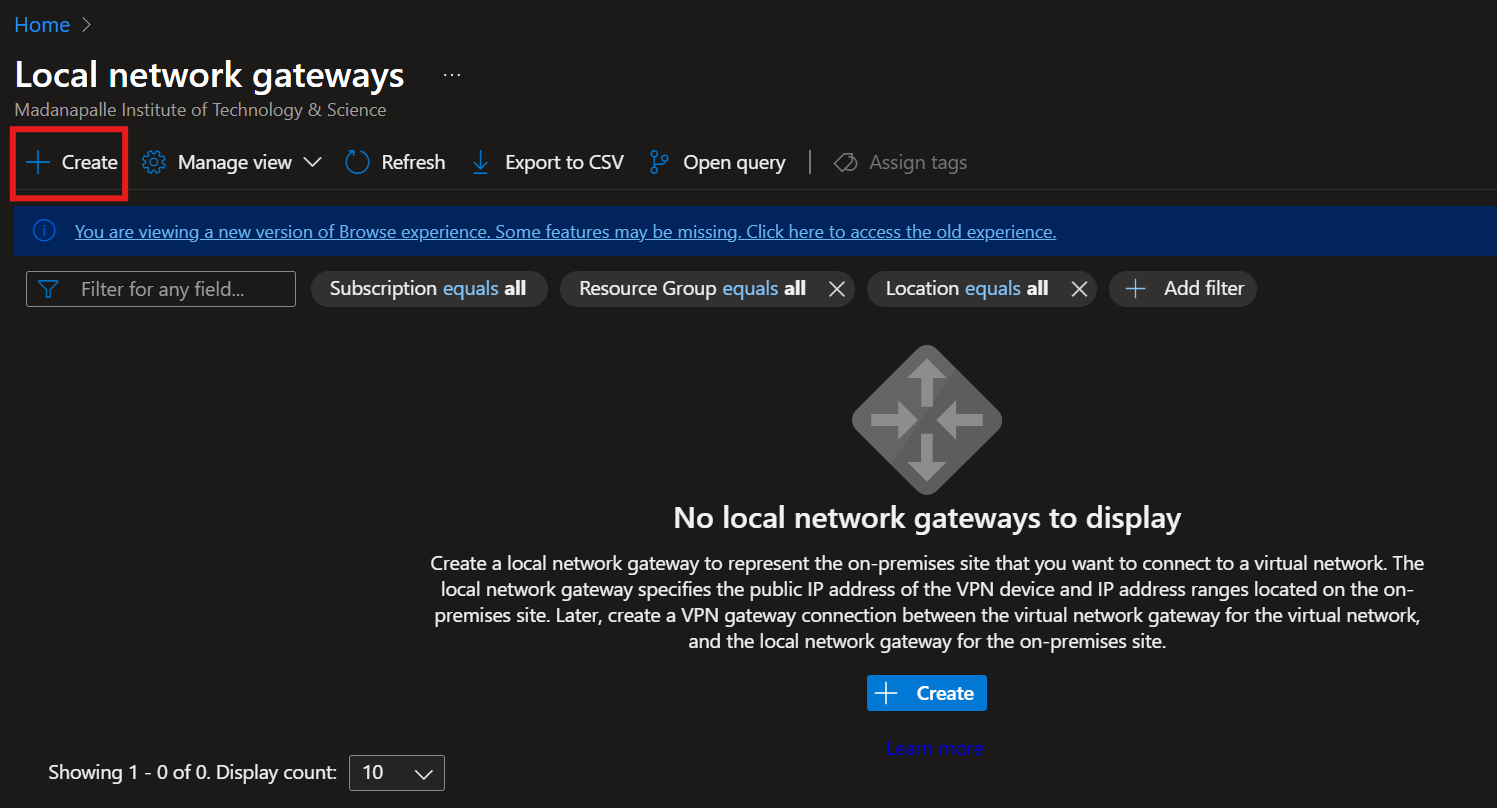 Home
Local network gateways ...
Madanapalle Institute of Technology & Science
Create Manage view Refresh Export to CSV Open query Assign tags
You are viewing a new version of Browse experience. Some features may be missing. Click here to access the old experience.
Filter for any field... Subscription equals all Resource Group equals all Location equals all Add filter
No local network gateways to display
Create a local network gateway to represent the on-premises site that you want to connect to a virtual network. The
local network gateway specifies the public IP address of the VPN device and IP address ranges located on the on-
premises site. Later, create a VPN gateway connection between the virtual network gateway for the virtual network,
and the local network gateway for the on-premises site.
Create
Learn more
Showing 1 - 0 of 0. Display count: 10